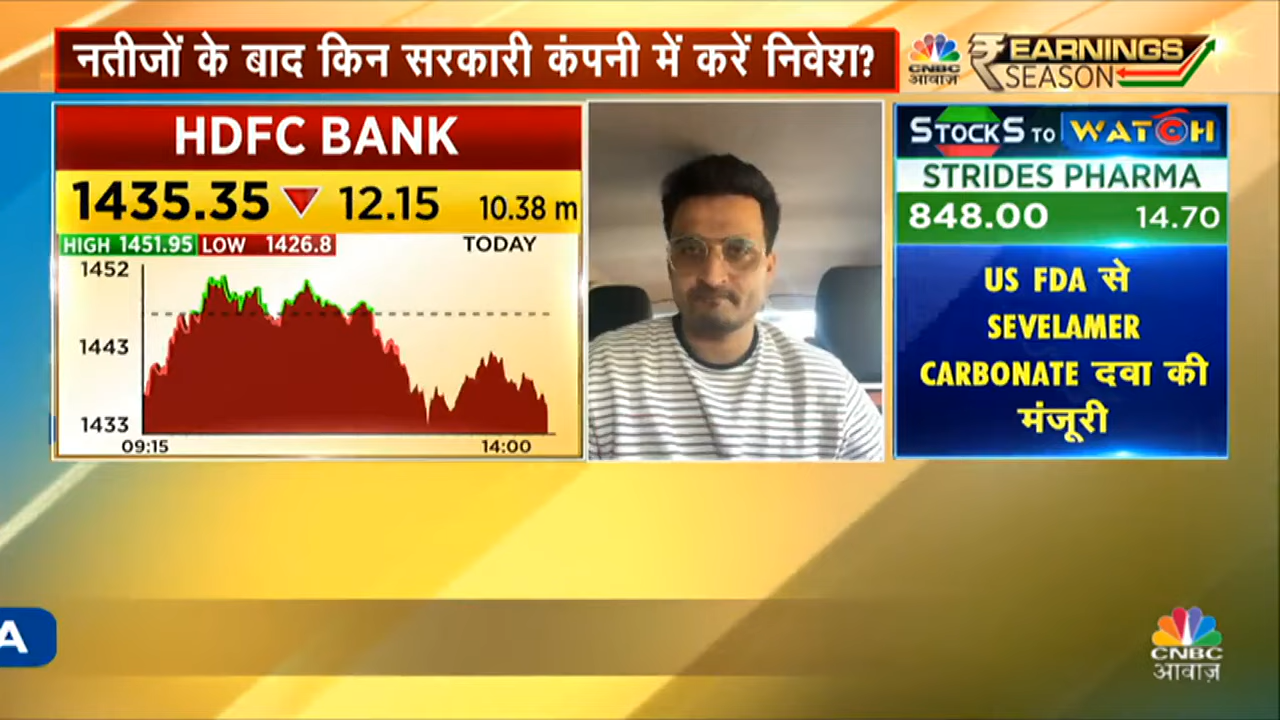 नतीजों के बाद किन सरकारी कंपनी में करें निवेश?
CNBC
आवाज़
₹ EARNINGS
SEASON
HDFC BANK
1435.35 ▼ 12.15 10.38 m
HIGH 1451.95 LOW 1426.8 TODAY
1452
1443
1433
09:15 14:00
STOCKS TO WATCH
STRIDES PHARMA
848.00 14.70
US FDA से
SEVELAMER
CARBONATE दवा की
मंज़ूरी
A
CNBC
आवाज़